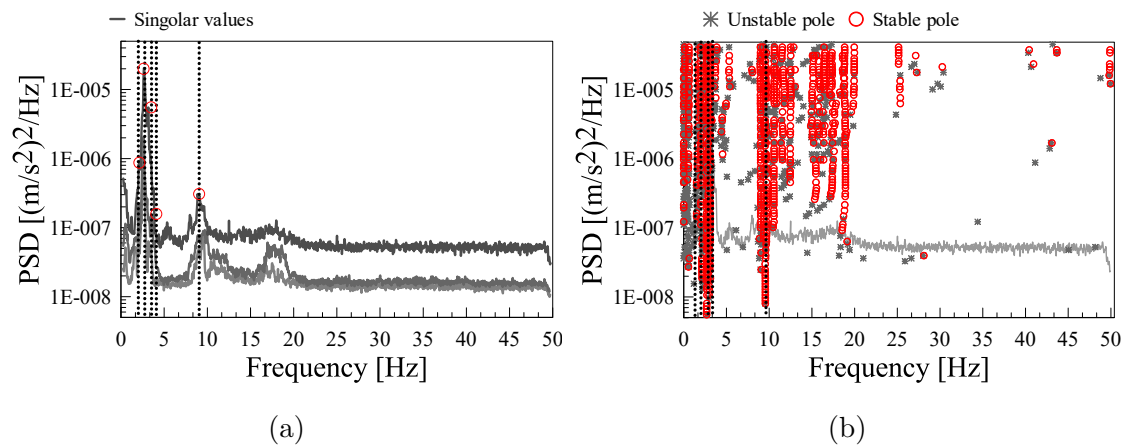 Singolar values
Unstable pole Stable pole
PSD [(m/s2)^2/Hz]
1E-005
1E-006
1E-007
1E-008
0 5 10 15 20 25 30 35 40 45 50
Frequency [Hz]
(a)
PSD [(m/s2)^2/Hz]
1E-005
1E-006
1E-007
1E-008
0 5 10 15 20 25 30 35 40 45 50
Frequency [Hz]
(b)